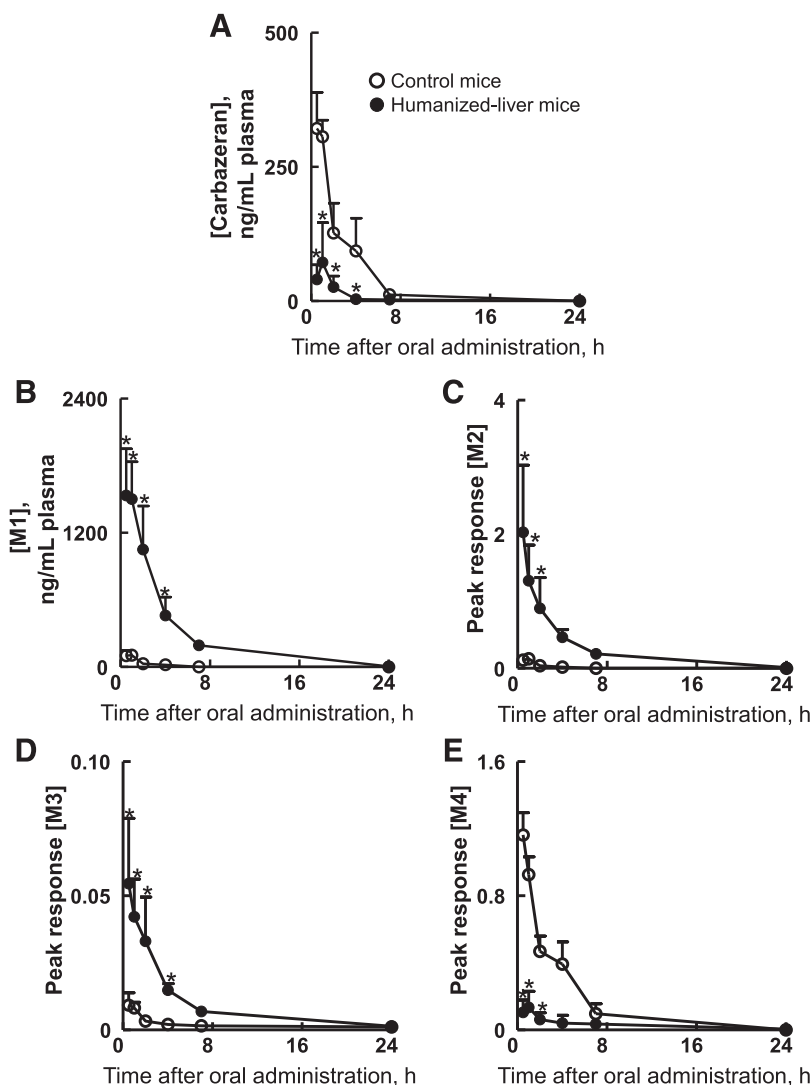 A
500
Control mice
Humanized-liver mice
[Carbazeran],
ng/mL plasma
250
*
*
*
*
0
0
8
16
24
Time after oral administration, h
B
2400
*
*
*
*
[M1],
ng/mL plasma
1200
0
0
8
16
24
Time after oral administration, h
C
4
*
*
*
Peak response [M2]
2
0
0
8
16
24
Time after oral administration, h
D
0.10
*
*
*
*
Peak response [M3]
0.05
0
0
8
16
24
Time after oral administration, h
E
1.6
Peak response [M4]
0.8
*
*
*
0
0
8
16
24
Time after oral administration, h